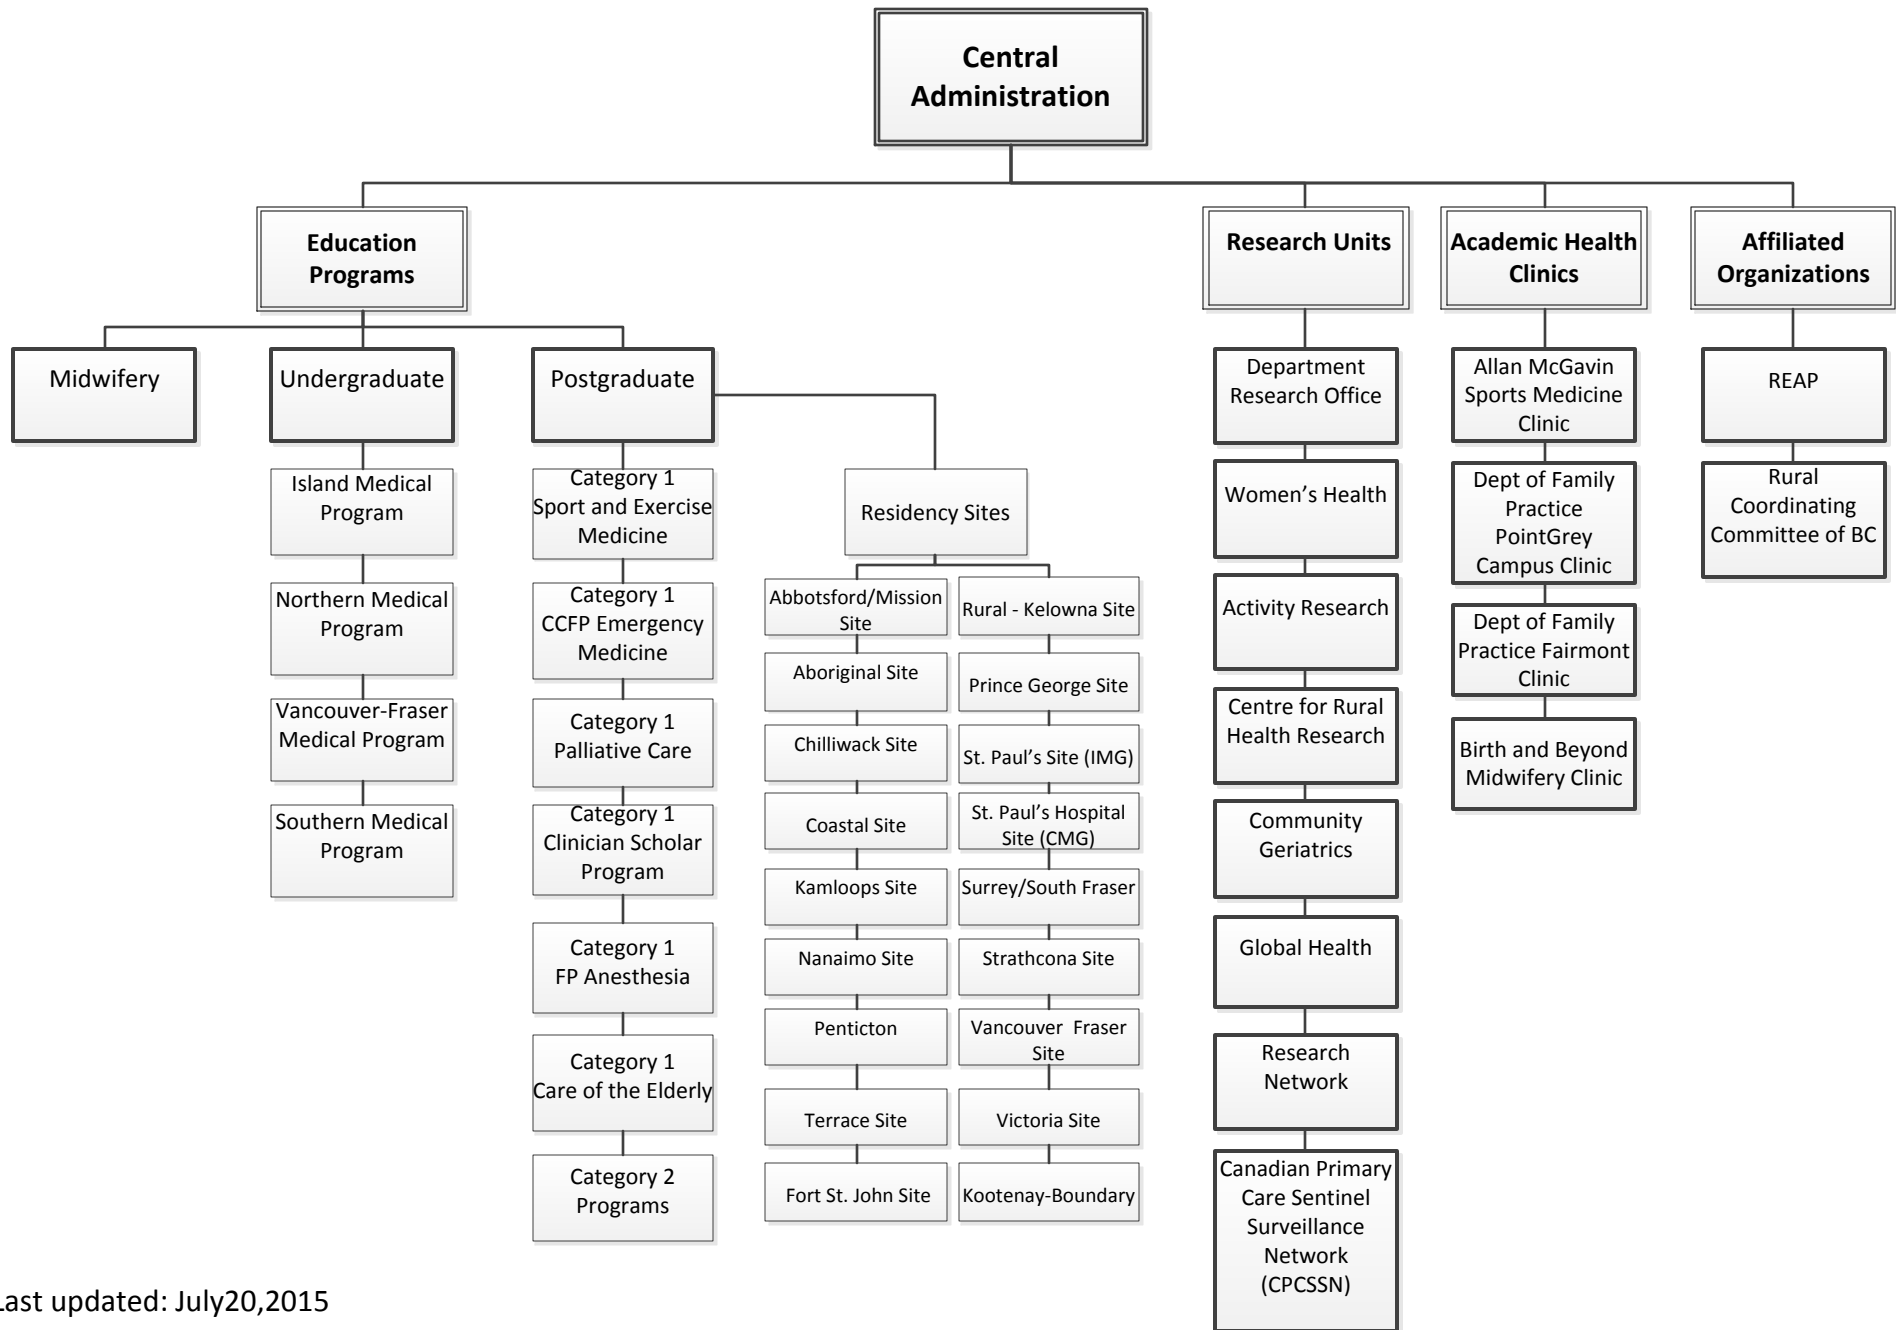 Central
Administration
Education
Programs
Research Units
Academic Health
Clinics
Affiliated
Organizations
Midwifery
Undergraduate
Postgraduate
Island Medical
Program
Northern Medical
Program
Vancouver-Fraser
Medical Program
Southern Medical
Program
Category 1
Sport and Exercise
Medicine
Category 1
CCFP Emergency
Medicine
Category 1
Palliative Care
Category 1
Clinician Scholar
Program
Category 1
FP Anesthesia
Category 1
Care of the Elderly
Category 2
Programs
Residency Sites
Abbotsford/Mission
Site
Aboriginal Site
Chilliwack Site
Coastal Site
Kamloops Site
Nanaimo Site
Penticton
Terrace Site
Fort St. John Site
Rural - Kelowna Site
Prince George Site
St. Paul’s Site (IMG)
St. Paul’s Hospital
Site (CMG)
Surrey/South Fraser
Strathcona Site
Vancouver Fraser
Site
Victoria Site
Kootenay-Boundary
Department
Research Office
Women’s Health
Activity Research
Centre for Rural
Health Research
Community
Geriatrics
Global Health
Research
Network
Canadian Primary
Care Sentinel
Surveillance
Network
(CPCSSN)
Allan McGavin
Sports Medicine
Clinic
Dept of Family
Practice
PointGrey
Campus Clinic
Dept of Family
Practice Fairmont
Clinic
Birth and Beyond
Midwifery Clinic
REAP
Rural
Coordinating
Committee of BC
Last updated: July20,2015